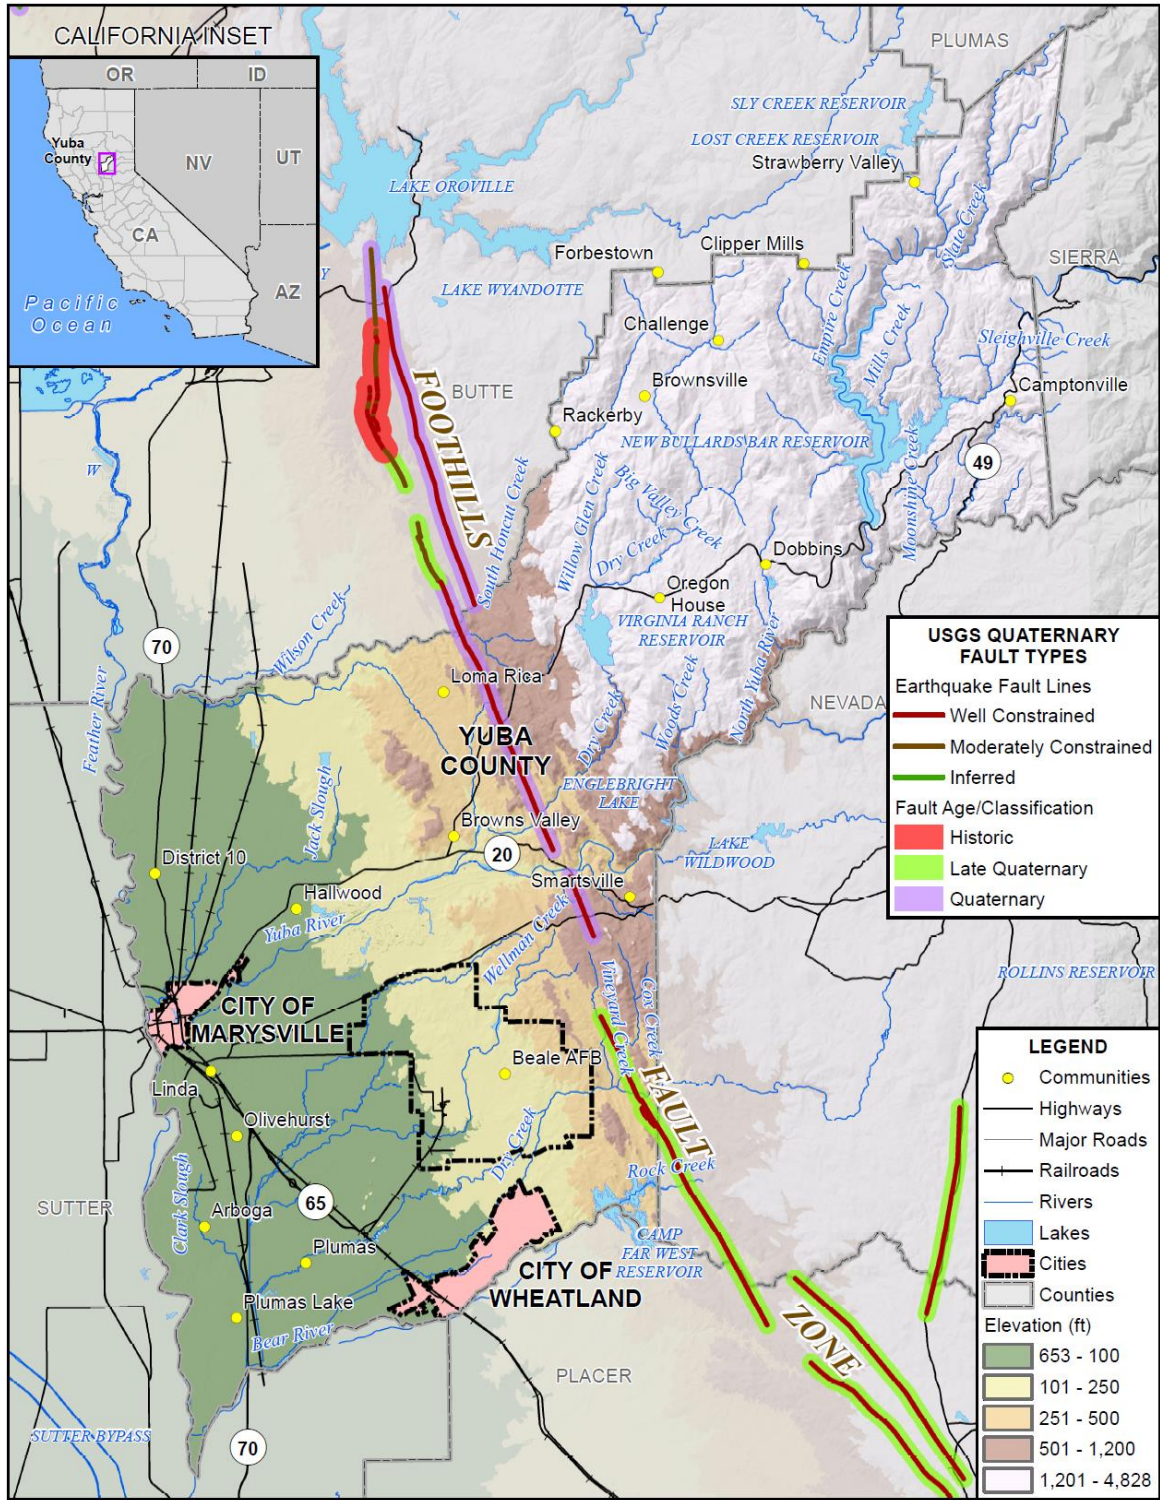 CALIFORNIA INSET
OR
ID
Yuba
County
NV
UT
CA
AZ
Pacific
Ocean
PLUMAS
SLY CREEK RESERVOIR
LOST CREEK RESERVOIR
Strawberry Valley
LAKE OROVILLE
Slate Creek
Forbestown
Clipper Mills
SIERRA
Y
LAKE WYANDOTTE
Empire Creek
Mills Creek
Challenge
Sleighville Creek
FOOTHILLS
BUTTE
Brownsville
Camptonville
Rackerby
NEW BULLARDS BAR RESERVOIR
49
W
Moonshine Creek
South Honcut Creek
Willow Glen Creek
Big Valley Creek
Dry Creek
Dobbins
Oregon
House
VIRGINIA RANCH
RESERVOIR
Wilson Creek
70
Feather River
Loma Rica
Dry Creek
Woods Creek
North Yuba River
NEVADA
YUBA
COUNTY
ENGLEBRIGHT
LAKE
Jack Slough
Browns Valley
20
LAKE
WILDWOOD
District 10
Smartsville
Hallwood
Yuba River
Wellman Creek
Vineyard Creek
Cox Creek
ROLLINS RESERVOIR
CITY OF
MARYSVILLE
Beale AFB
FAULT
Linda
Olivehurst
Dry Creek
Rock Creek
65
SUTTER
Clark Slough
Arboga
Plumas
CAMP
FAR WEST
RESERVOIR
CITY OF
WHEATLAND
Plumas Lake
Bear River
ZONE
PLACER
SUTTER BYPASS
70
USGS QUATERNARY
FAULT TYPES
Earthquake Fault Lines
Well Constrained
Moderately Constrained
Inferred
Fault Age/Classification
Historic
Late Quaternary
Quaternary
LEGEND
Communities
Highways
Major Roads
Railroads
Rivers
Lakes
Cities
Counties
Elevation (ft)
653 - 100
101 - 250
251 - 500
501 - 1,200
1,201 - 4,828